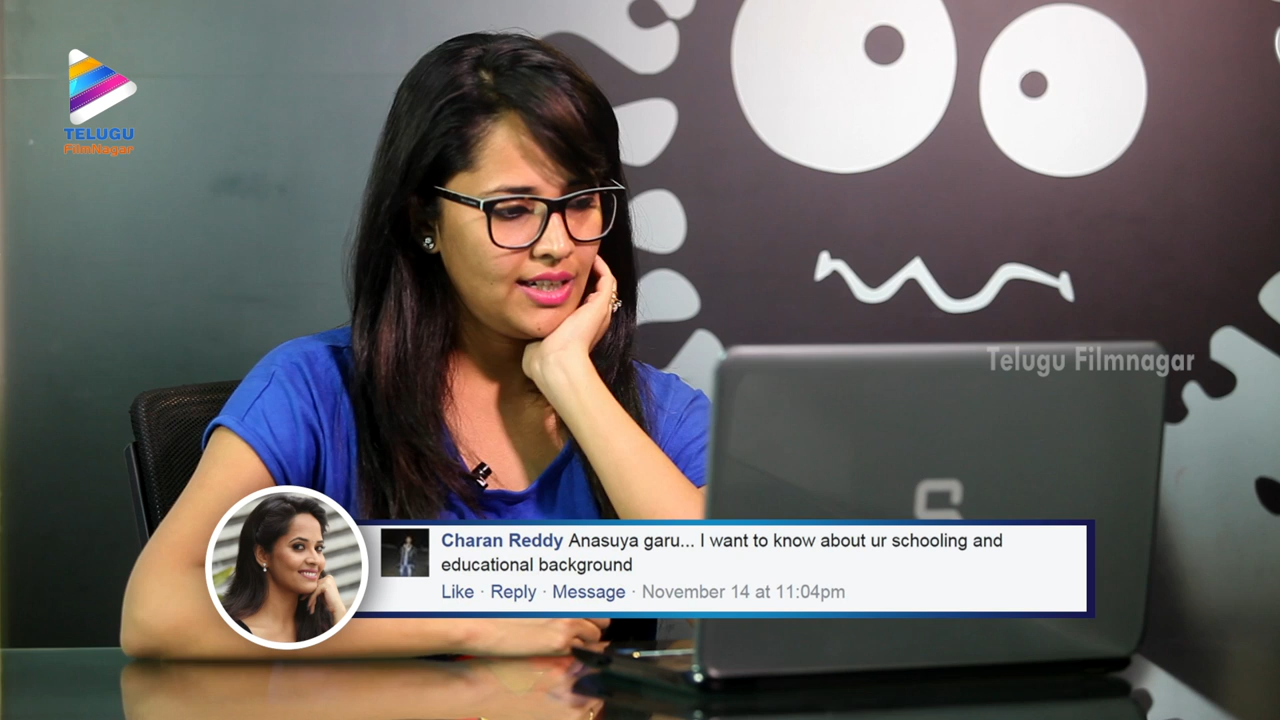 TELUGU
FilmNagar
Telugu Filmnagar
Charan Reddy Anasuya garu... I want to know about ur schooling and
educational background
Like · Reply · Message · November 14 at 11:04pm